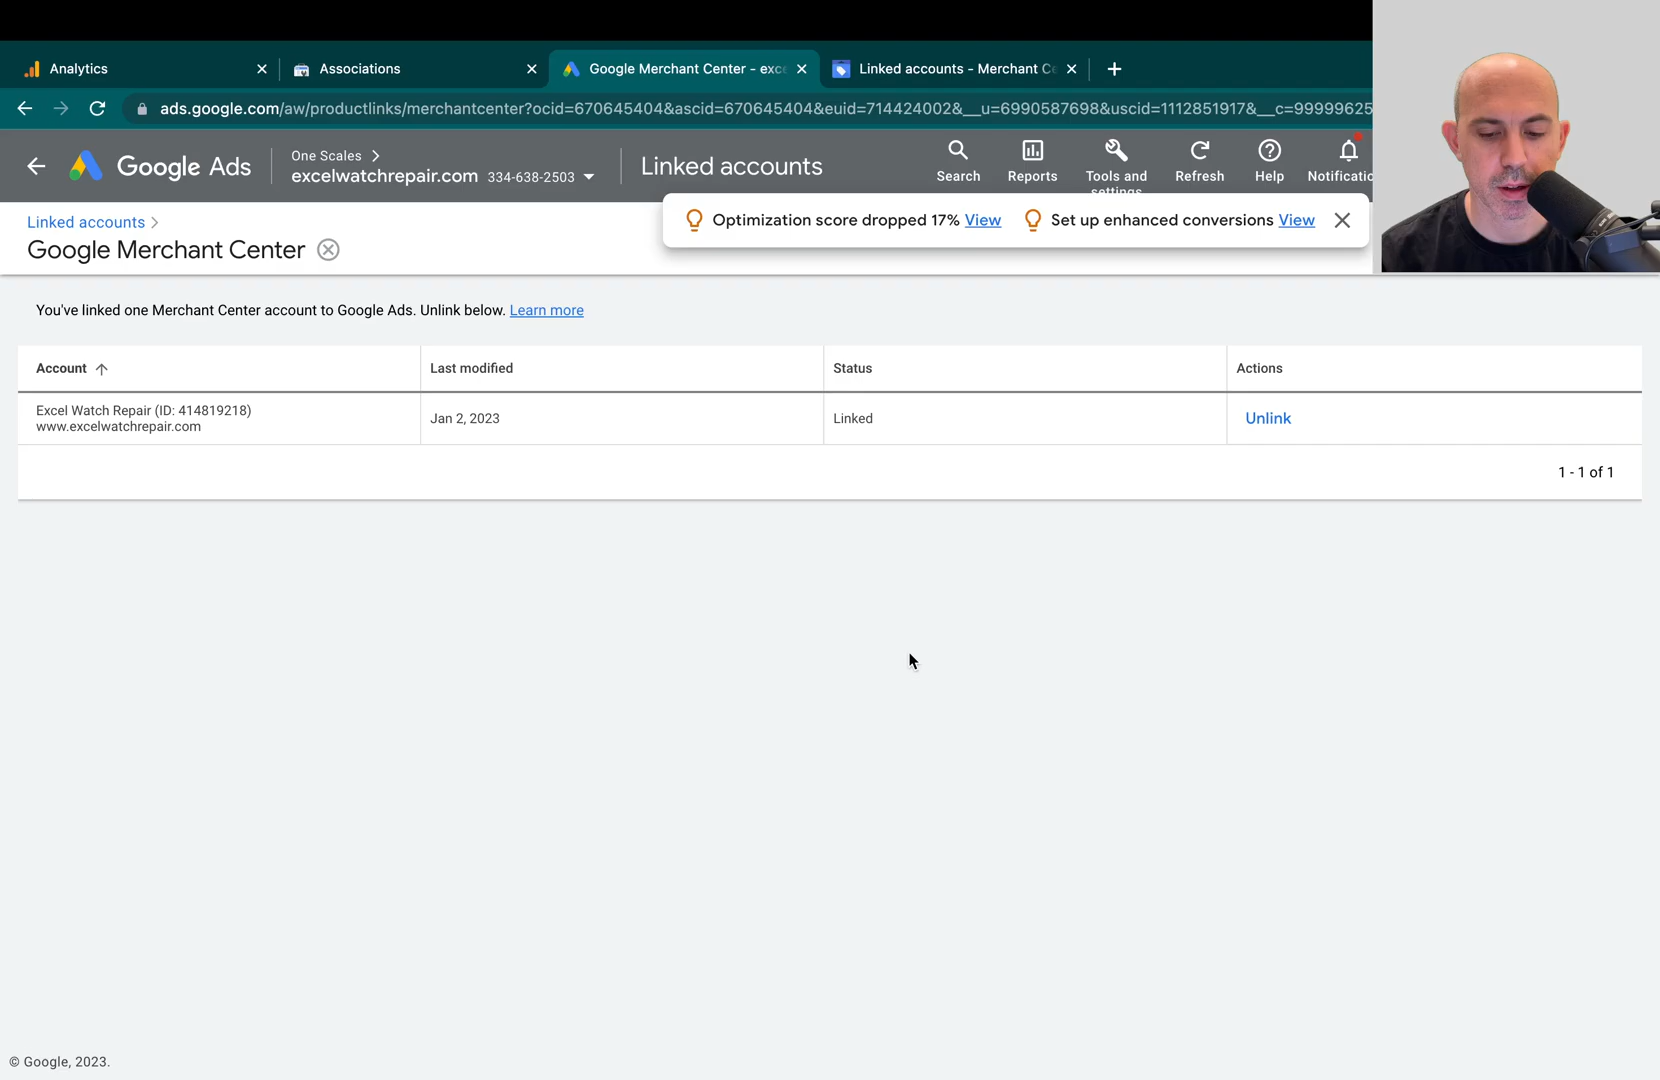 Analytics
Associations
Google Merchant Center - exc
Linked accounts - Merchant Ce
ads.google.com/aw/productlinks/merchantcenter?ocid=670645404&ascid=670645404&euid=714424002&__u=6990587698&uscid=1112851917&__c=99999625
Google Ads
One Scales
excelwatchrepair.com 334-638-2503
Linked accounts
Search
Reports
Tools and
settings
Refresh
Help
Notificatio
Linked accounts
Google Merchant Center
Optimization score dropped 17% View
Set up enhanced conversions View
You've linked one Merchant Center account to Google Ads. Unlink below. Learn more
Account
Last modified
Status
Actions
Excel Watch Repair (ID: 414819218)
www.excelwatchrepair.com
Jan 2, 2023
Linked
Unlink
1 - 1 of 1
© Google, 2023.